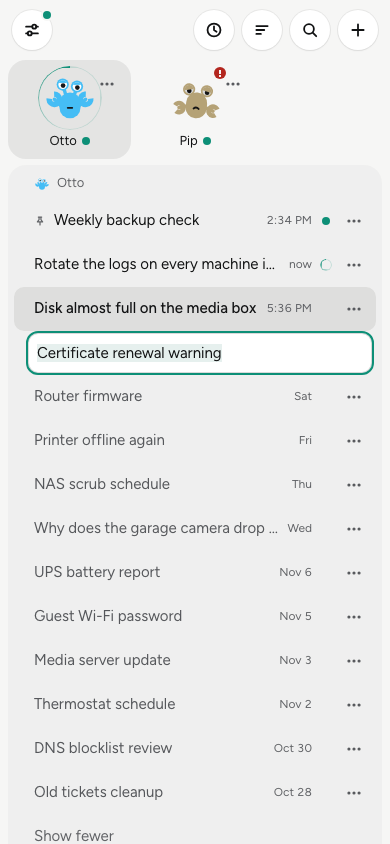 Otto
Pip
Otto
Weekly backup check 2:34 PM
Rotate the logs on every machine i... now
Disk almost full on the media box 5:36 PM
Certificate renewal warning
Router firmware Sat
Printer offline again Fri
NAS scrub schedule Thu
Why does the garage camera drop ... Wed
UPS battery report Nov 6
Guest Wi-Fi password Nov 5
Media server update Nov 3
Thermostat schedule Nov 2
DNS blocklist review Oct 30
Old tickets cleanup Oct 28
Show fewer